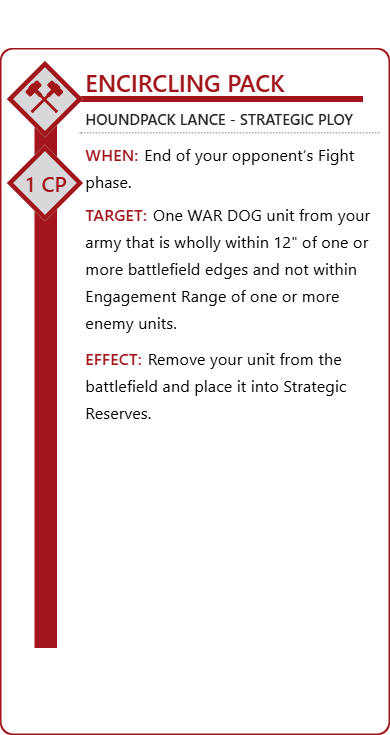 ENCIRCLING PACK
HOUNDPACK LANCE - STRATEGIC PLOY
1 CP
WHEN: End of your opponent’s Fight
phase.
TARGET: One WAR DOG unit from your
army that is wholly within 12" of one or
more battlefield edges and not within
Engagement Range of one or more
enemy units.
EFFECT: Remove your unit from the
battlefield and place it into Strategic
Reserves.